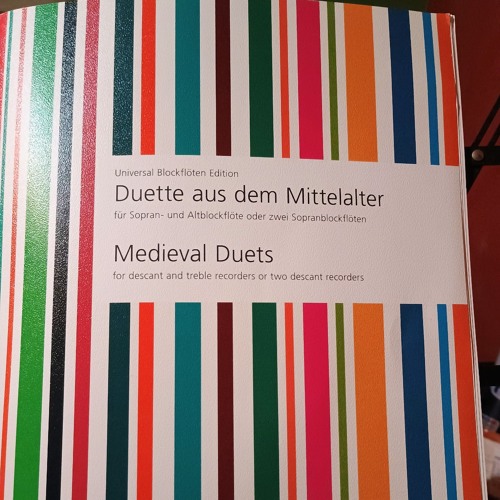 Universal Blockflöten Edition
Duette aus dem Mittelalter
für Sopran- und Altblockflöte oder zwei Sopranblockflöten
Medieval Duets
for descant and treble recorders or two descant recorders